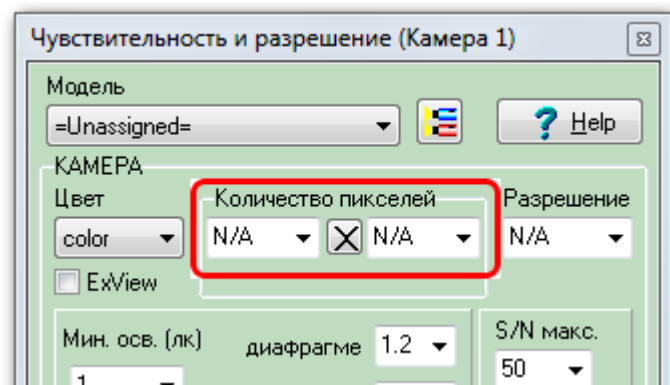 Чувствительность и разрешение (Камера 1)
Модель
=Unassigned=
? Help
КАМЕРА
Цвет
Количество пикселей
Разрешение
color
N/A
X
N/A
N/A
ExView
Мин. осв. (лк)
диафрагме
1.2
S/N макс.
50